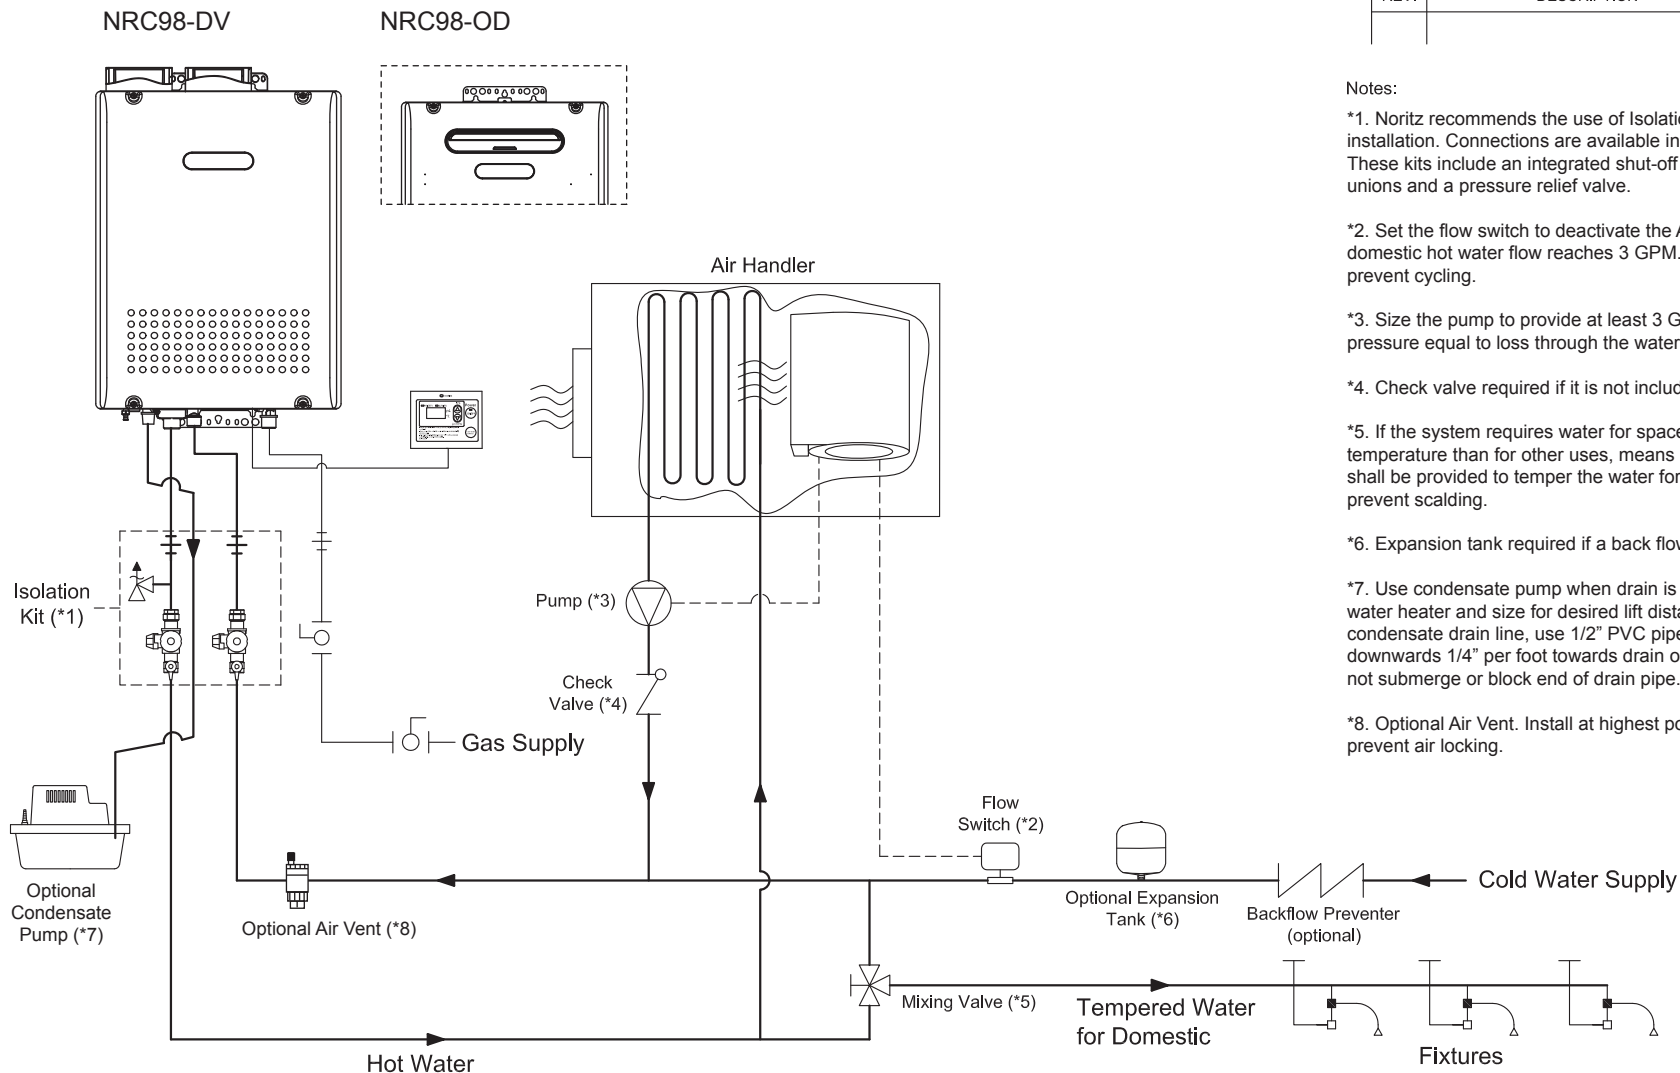 NRC98-DV
NRC98-OD
Notes:
*1. Noritz recommends the use of Isolatio
installation. Connections are available in
These kits include an integrated shut-off
unions and a pressure relief valve.
*2. Set the flow switch to deactivate the A
domestic hot water flow reaches 3 GPM.
prevent cycling.
*3. Size the pump to provide at least 3 G
pressure equal to loss through the water
*4. Check valve required if it is not includ
*5. If the system requires water for space
temperature than for other uses, means
shall be provided to temper the water for
prevent scalding.
*6. Expansion tank required if a back flow
*7. Use condensate pump when drain is
water heater and size for desired lift dista
condensate drain line, use 1/2” PVC pipe
downwards 1/4” per foot towards drain o
not submerge or block end of drain pipe.
*8. Optional Air Vent. Install at highest po
prevent air locking.
Air Handler
Isolation
Kit (*1)
Pump (*3)
Check
Valve (*4)
Gas Supply
Flow
Switch (*2)
Optional
Condensate
Pump (*7)
Optional Air Vent (*8)
Optional Expansion
Tank (*6)
Backflow Preventer
(optional)
Cold Water Supply
Mixing Valve (*5)
Tempered Water
for Domestic
Fixtures
Hot Water